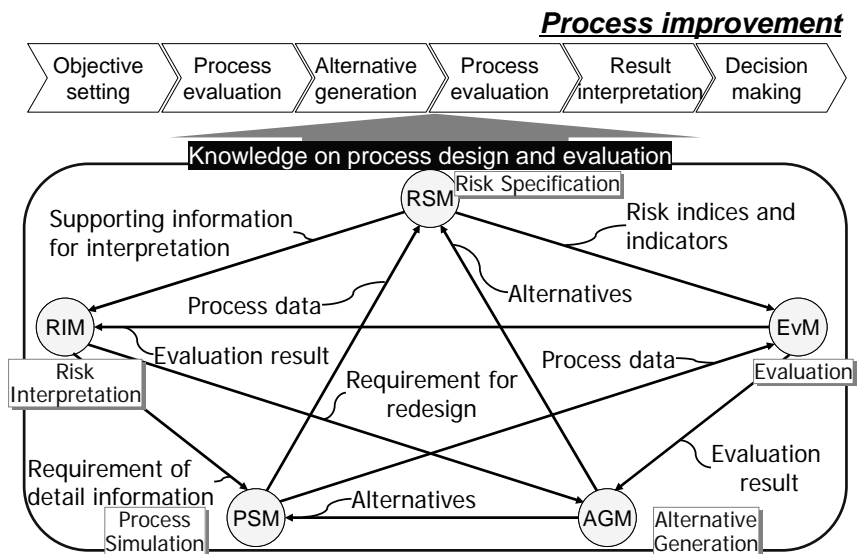 Process improvement
Objective
setting
Process
evaluation
Alternative
generation
Process
evaluation
Result
interpretation
Decision
making
Knowledge on process design and evaluation
RSM
Risk Specification
Supporting information
for interpretation
Risk indices and
indicators
Process data
Alternatives
RIM
EvM
Evaluation result
Process data
Risk
Interpretation
Evaluation
Requirement for
redesign
Requirement of
detail information
Evaluation
result
PSM
Alternatives
AGM
Process
Simulation
Alternative
Generation